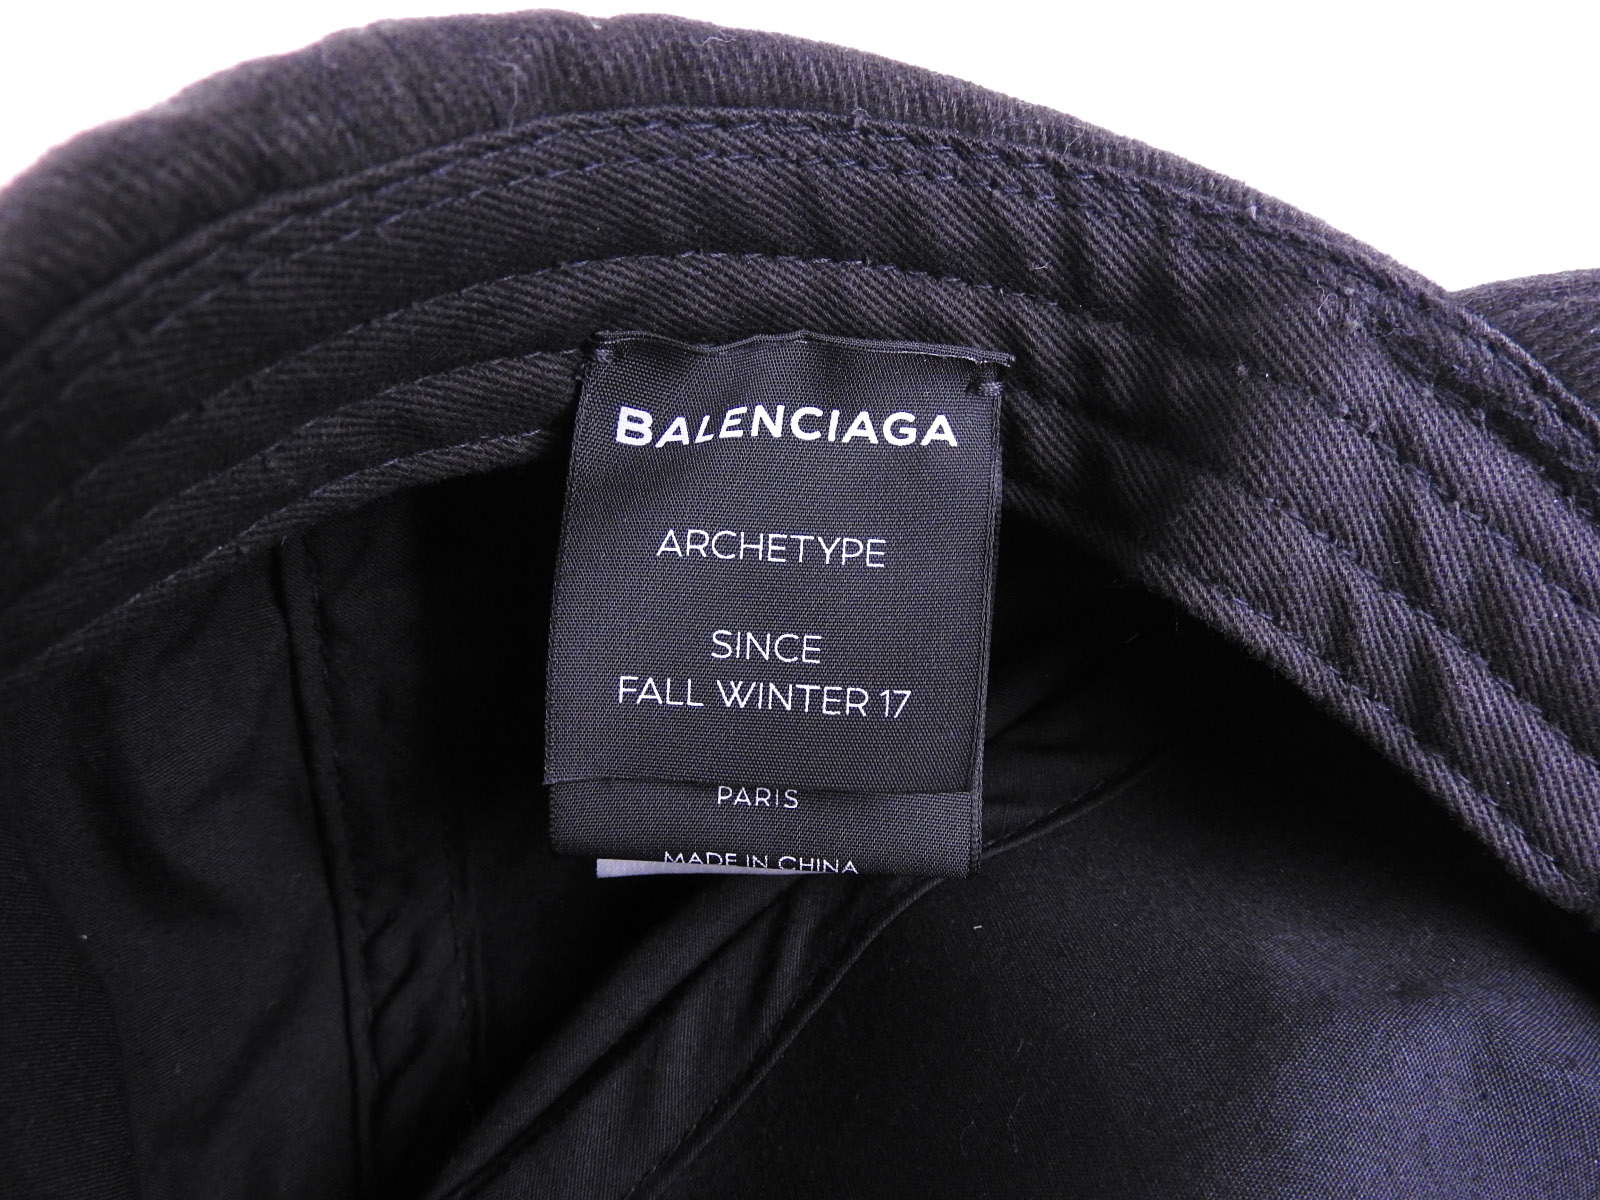 BALENCIAGA
ARCHETYPE
SINCE
FALL WINTER 17
PARIS
MADE IN CHINA